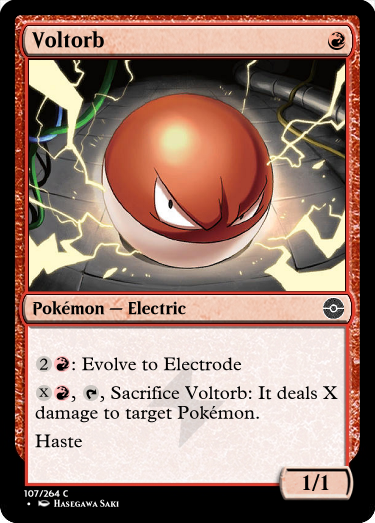 Voltorb
Pokémon — Electric
2 : Evolve to Electrode
X , , Sacrifice Voltorb: It deals X
damage to target Pokémon.
Haste
1/1
107/264 C
• Hasegawa Saki